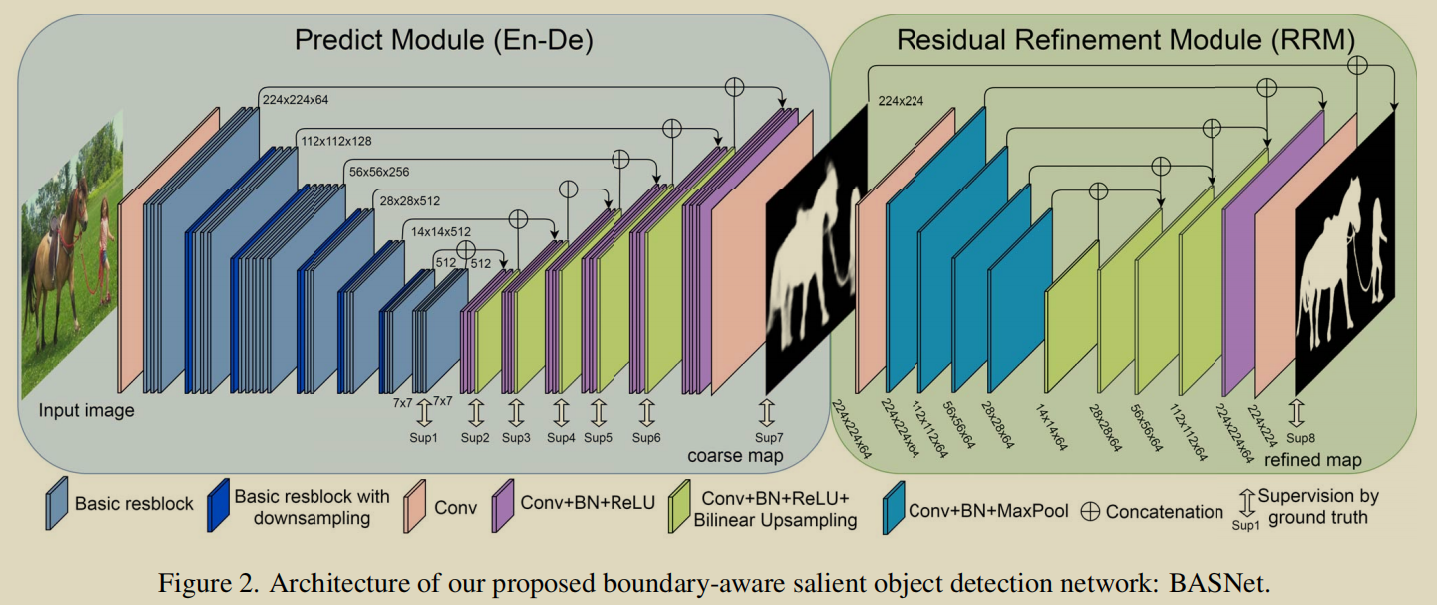 Predict Module (En-De)
Residual Refinement Module (RRM)
224x224x64
112x112x128
56x56x256
28x28x512
14x14x512
512
512
7x7
7x7
224x224
Input image
Sup1
Sup2
Sup3
Sup4
Sup5
Sup6
Sup7
coarse map
224x224x64
224x224x64
112x112x64
56x56x64
28x28x64
14x14x64
28x28x64
56x56x64
112x112x64
224x224x64
224x224
Sup8
refined map
Basic resblock
Basic resblock with
downsampling
Conv
Conv+BN+ReLU
Conv+BN+ReLU+
Bilinear Upsampling
Conv+BN+MaxPool
Concatenation
Supervision by
ground truth
Sup1
Figure 2. Architecture of our proposed boundary-aware salient object detection network: BASNet.